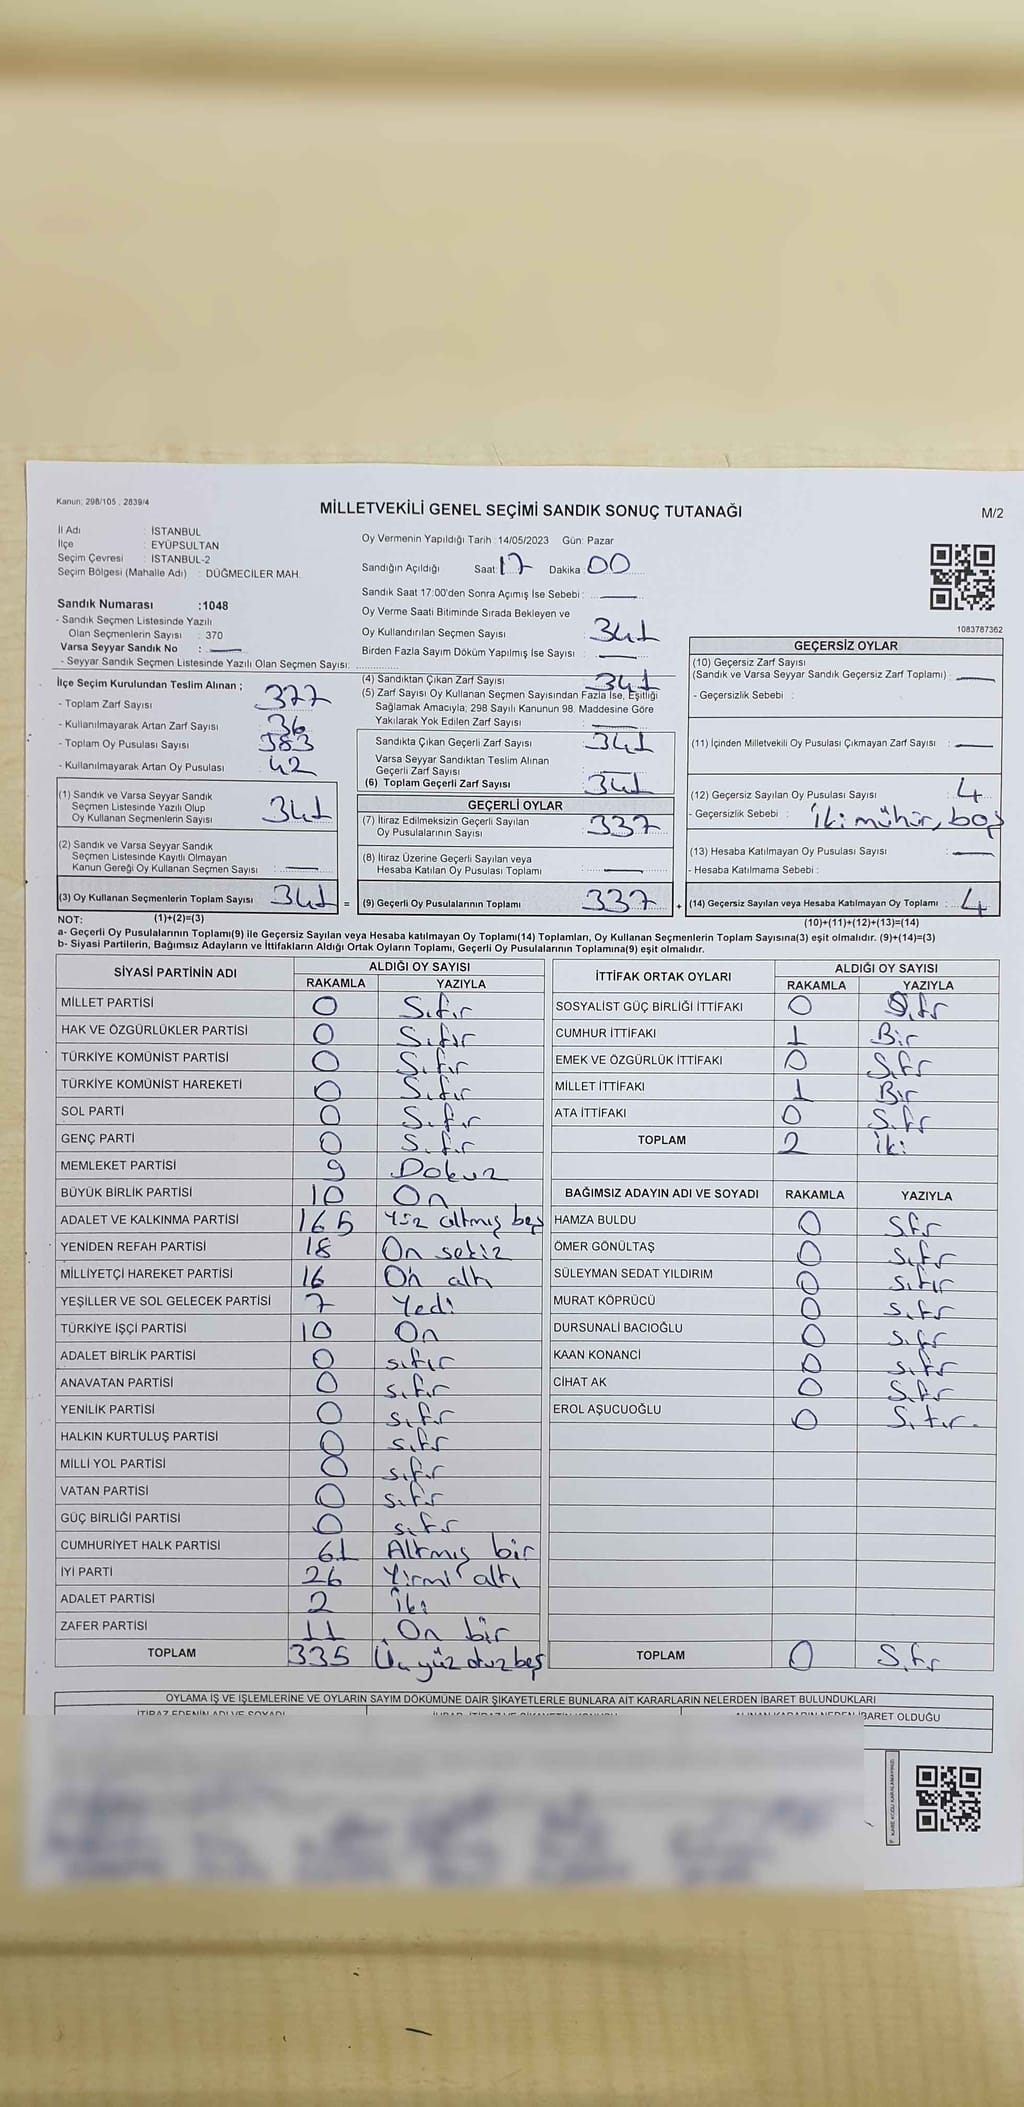 Kanun; 298/105 , 2839/4
MİLLETVEKİLİ GENEL SEÇİMİ SANDIK SONUÇ TUTANAĞI
M/2
İl Adı : İSTANBUL
İlçe : EYÜPSULTAN
Seçim Çevresi : İSTANBUL-2
Seçim Bölgesi (Mahalle Adı) : DÜĞMECİLER MAH.
Sandık Numarası :1048
- Sandık Seçmen Listesinde Yazılı
Olan Seçmenlerin Sayısı : 370
Varsa Seyyar Sandık No :
- Seyyar Sandık Seçmen Listesinde Yazılı Olan Seçmen Sayısı:
Oy Vermenin Yapıldığı Tarih : 14/05/2023 Gün: Pazar
Sandığın Açıldığı Saat: 17 Dakika: 00
Sandık Saat 17:00'den Sonra Açımış İse Sebebi :
Oy Verme Saati Bitiminde Sırada Bekleyen ve
Oy Kullandırılan Seçmen Sayısı : 341
Birden Fazla Sayım Döküm Yapılmış İse Sayısı :
1083787362
İlçe Seçim Kurulundan Teslim Alınan ;
- Toplam Zarf Sayısı : 377
- Kullanılmayarak Artan Zarf Sayısı : 36
- Toplam Oy Pusulası Sayısı : 383
- Kullanılmayarak Artan Oy Pusulası : 42
(1) Sandık ve Varsa Seyyar Sandık
Seçmen Listesinde Yazılı Olup
Oy Kullanan Seçmenlerin Sayısı : 341
(2) Sandık ve Varsa Seyyar Sandık
Seçmen Listesinde Kayıtlı Olmayan
Kanun Gereği Oy Kullanan Seçmen Sayısı :
(3) Oy Kullanan Seçmenlerin Toplam Sayısı : 341 =
(4) Sandıktan Çıkan Zarf Sayısı : 341
(5) Zarf Sayısı Oy Kullanan Seçmen Sayısından Fazla İse, Eşitliği
Sağlamak Amacıyla; 298 Sayılı Kanunun 98. Maddesine Göre
Yakılarak Yok Edilen Zarf Sayısı :
Sandıkta Çıkan Geçerli Zarf Sayısı : 341
Varsa Seyyar Sandıktan Teslim Alınan
Geçerli Zarf Sayısı :
(6) Toplam Geçerli Zarf Sayısı : 341
GEÇERLİ OYLAR
(7) İtiraz Edilmeksizin Geçerli Sayılan
Oy Pusulalarının Sayısı : 337
(8) İtiraz Üzerine Geçerli Sayılan veya
Hesaba Katılan Oy Pusulası Toplamı :
(9) Geçerli Oy Pusulalarının Toplamı : 337 +
GEÇERSİZ OYLAR
(10) Geçersiz Zarf Sayısı
(Sandık ve Varsa Seyyar Sandık Geçersiz Zarf Toplamı) :
- Geçersizlik Sebebi :
(11) İçinden Milletvekili Oy Pusulası Çıkmayan Zarf Sayısı :
(12) Geçersiz Sayılan Oy Pusulası Sayısı : 4
- Geçersizlik Sebebi : İki mühür, boş
(13) Hesaba Katılmayan Oy Pusulası Sayısı :
- Hesaba Katılmama Sebebi :
(14) Geçersiz Sayılan veya Hesaba Katılmayan Oy Toplamı : 4
NOT: (1)+(2)=(3) (10)+(11)+(12)+(13)=(14)
a- Geçerli Oy Pusulalarının Toplamı(9) ile Geçersiz Sayılan veya Hesaba katılmayan Oy Toplamı(14) Toplamları, Oy Kullanan Seçmenlerin Toplam Sayısına(3) eşit olmalıdır. (9)+(14)=(3)
b- Siyasi Partilerin, Bağımsız Adayların ve İttifakların Aldığı Ortak Oyların Toplamı, Geçerli Oy Pusulalarının Toplamına(9) eşit olmalıdır.
SİYASİ PARTİNİN ADI ALDIĞI OY SAYISI
RAKAMLA YAZIYLA
MİLLET PARTİSİ 0 Sıfır
HAK VE ÖZGÜRLÜKLER PARTİSİ 0 Sıfır
TÜRKİYE KOMÜNİST PARTİSİ 0 Sıfır
TÜRKİYE KOMÜNİST HAREKETİ 0 Sıfır
SOL PARTİ 0 Sıfır
GENÇ PARTİ 0 Sıfır
MEMLEKET PARTİSİ 9 Dokuz
BÜYÜK BİRLİK PARTİSİ 10 On
ADALET VE KALKINMA PARTİSİ 165 Yüz altmış beş
YENİDEN REFAH PARTİSİ 18 On sekiz
MİLLİYETÇİ HAREKET PARTİSİ 16 On altı
YEŞİLLER VE SOL GELECEK PARTİSİ 7 Yedi
TÜRKİYE İŞÇİ PARTİSİ 10 On
ADALET BİRLİK PARTİSİ 0 sıfır
ANAVATAN PARTİSİ 0 sıfır
YENİLİK PARTİSİ 0 sıfır
HALKIN KURTULUŞ PARTİSİ 0 sıfır
MİLLİ YOL PARTİSİ 0 sıfır
VATAN PARTİSİ 0 sıfır
GÜÇ BİRLİĞİ PARTİSİ 0 sıfır
CUMHURİYET HALK PARTİSİ 61 Altmış bir
İYİ PARTİ 26 Yirmi altı
ADALET PARTİSİ 2 İki
ZAFER PARTİSİ 11 On bir
TOPLAM 335 Üç yüz otuz beş
İTTİFAK ORTAK OYLARI ALDIĞI OY SAYISI
RAKAMLA YAZIYLA
SOSYALİST GÜÇ BİRLİĞİ İTTİFAKI 0 Sıfır
CUMHUR İTTİFAKI 1 Bir
EMEK VE ÖZGÜRLÜK İTTİFAKI 0 Sıfır
MİLLET İTTİFAKI 1 Bir
ATA İTTİFAKI 0 Sıfır
TOPLAM 2 İki
BAĞIMSIZ ADAYIN ADI VE SOYADI RAKAMLA YAZIYLA
HAMZA BULDU 0 Sıfır
ÖMER GÖNÜLTAŞ 0 Sıfır
SÜLEYMAN SEDAT YILDIRIM 0 sıfır
MURAT KÖPRÜCÜ 0 sıfır
DURSUNALİ BACIOĞLU 0 sıfır
KAAN KONANCİ 0 sıfır
CİHAT AK 0 Sıfır
EROL AŞUCUOĞLU 0 Sıfır.
TOPLAM 0 Sıfır
OYLAMA İŞ VE İŞLEMLERİNE VE OYLARIN SAYIM DÖKÜMÜNE DAİR ŞİKAYETLERLE BUNLARA AİT KARARLARIN NELERDEN İBARET BULUNDUKLARI
İTİRAZ EDENİN ADI VE SOYADI
ALINAN KARARIN NEDEN İBARET OLDUĞU